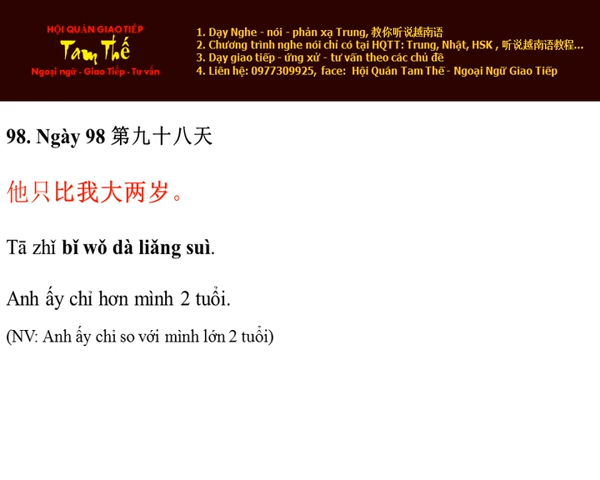 HỘI QUÁN GIAO TIẾP
Tam Thế
Ngoại ngữ - Giao Tiếp - Tư vấn
1. Dạy Nghe - nói - phản xạ Trung, 教你听说越南语
2. Chương trình nghe nói chỉ có tại HQTT: Trung, Nhật, HSK , 听说越南语教程...
3. Dạy giao tiếp - ứng xử - tư vấn theo các chủ đề
4. Liên hệ: 0977309925, face: Hội Quán Tam Thế - Ngoại Ngữ Giao Tiếp
98. Ngày 98 第九十八天
他只比我大两岁。
Tā zhǐ bǐ wǒ dà liǎng suì.
Anh ấy chỉ hơn mình 2 tuổi.
(NV: Anh ấy chi so với mình lớn 2 tuổi)